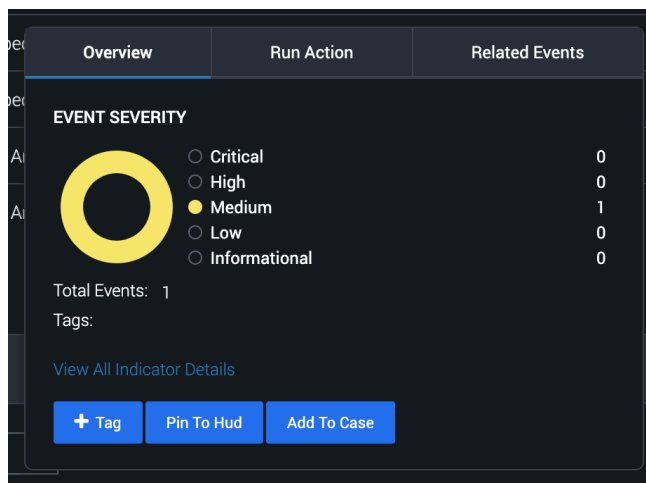 Overview Run Action Related Events
EVENT SEVERITY
Critical 0
High 0
Medium 1
Low 0
Informational 0
Total Events: 1
Tags:
View All Indicator Details
+ Tag Pin To Hud Add To Case